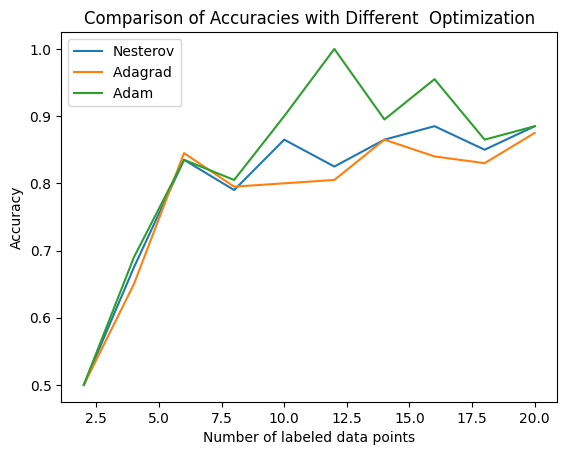 Comparison of Accuracies with Different  Optimization
Nesterov
Adagrad
Adam
1.0
0.9
0.8
0.7
0.6
0.5
Accuracy
2.5 5.0 7.5 10.0 12.5 15.0 17.5 20.0
Number of labeled data points